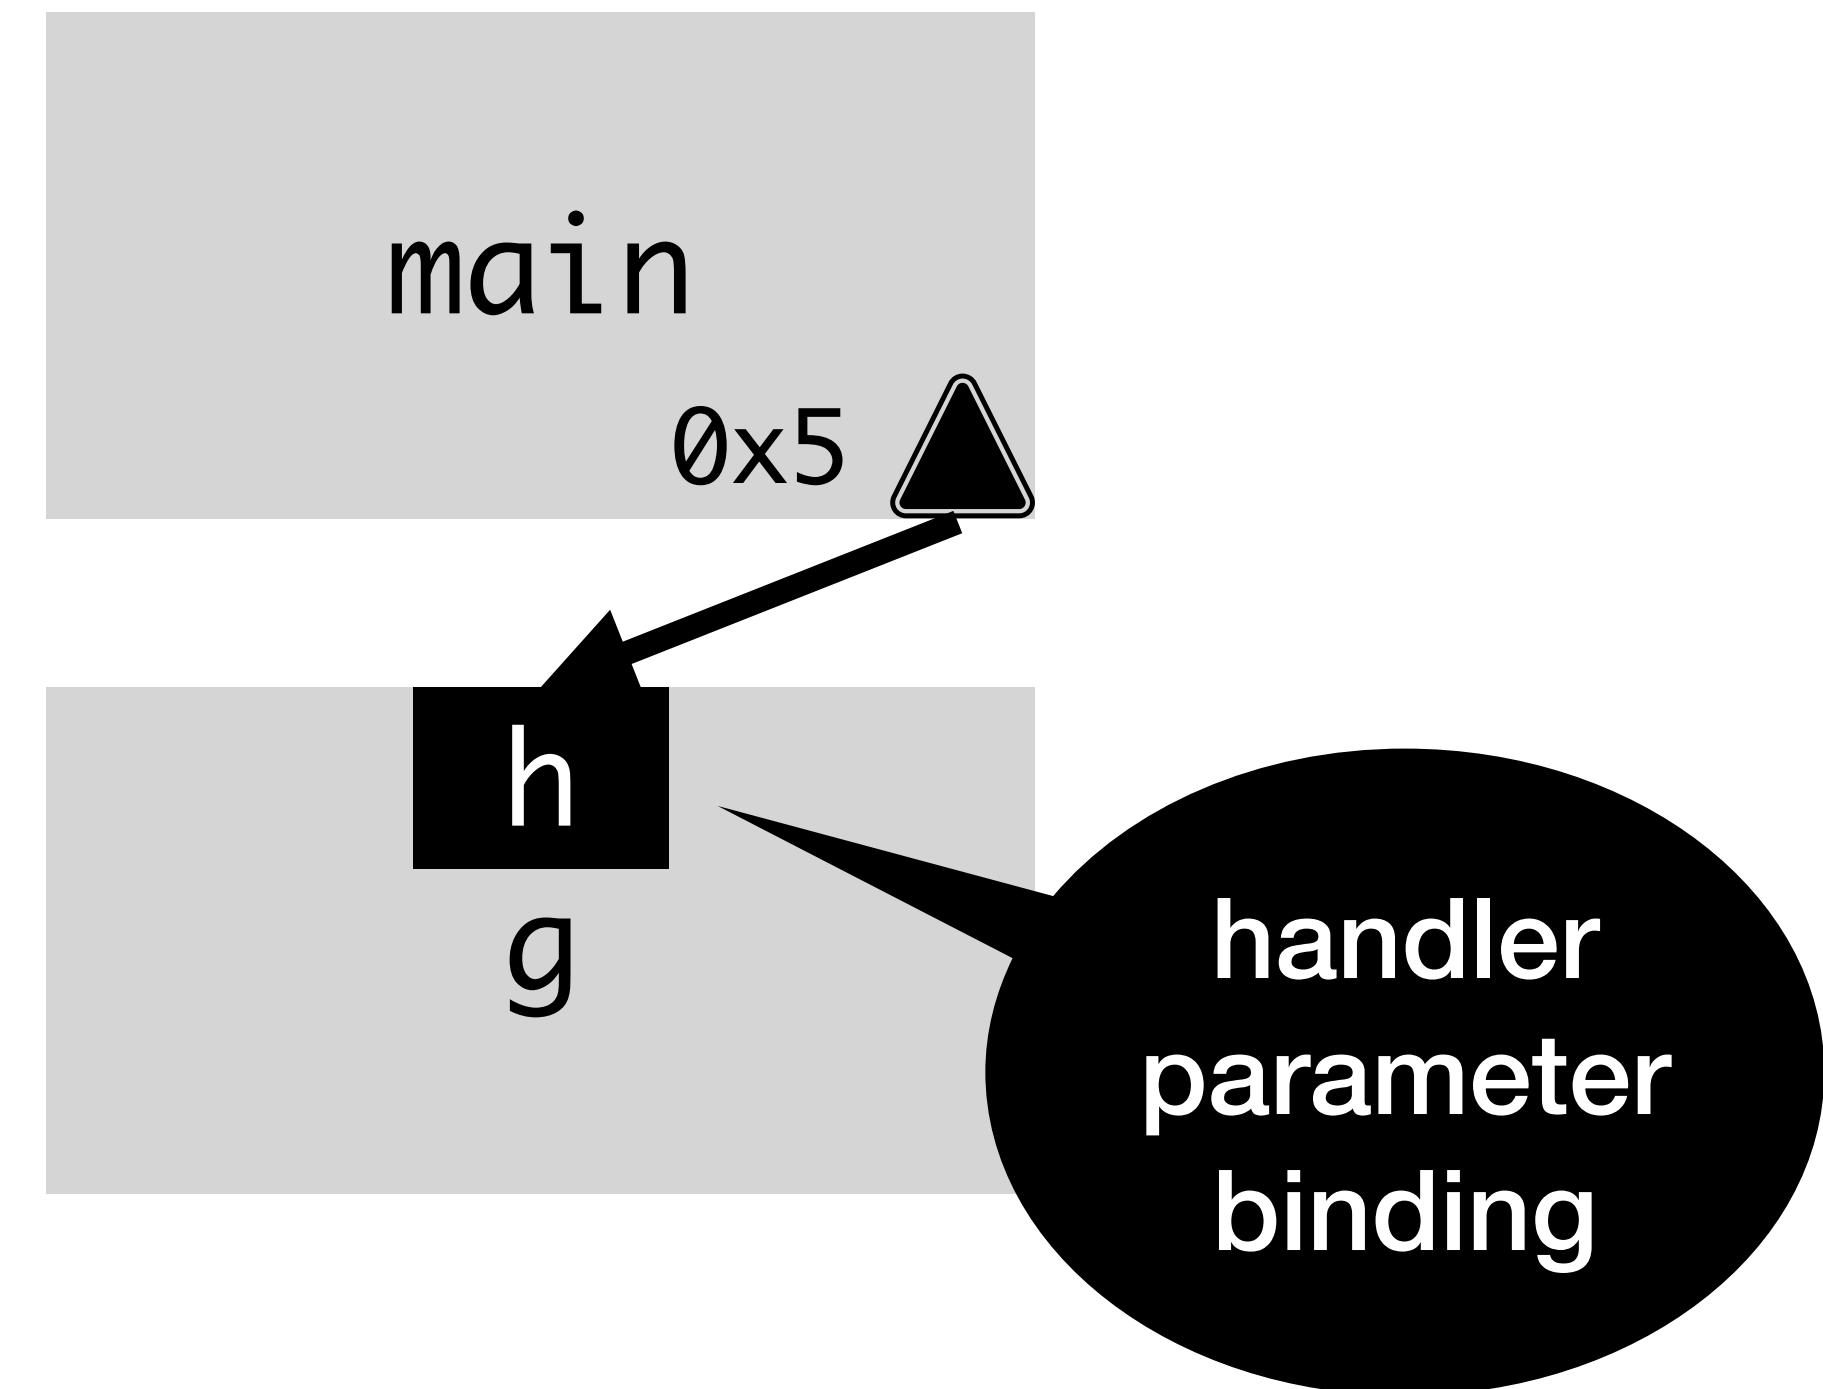 main
0x5
h
g
handler
parameter
binding